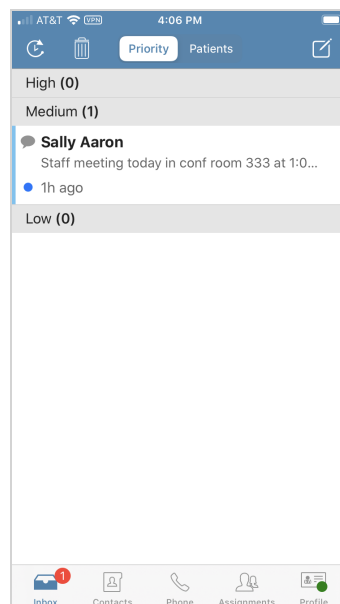 AT&T VPN 4:06 PM
Priority Patients
High (0)
Medium (1)
Sally Aaron
Staff meeting today in conf room 333 at 1:0...
1h ago
Low (0)
1
Inbox Contacts Phone Assignments Profile